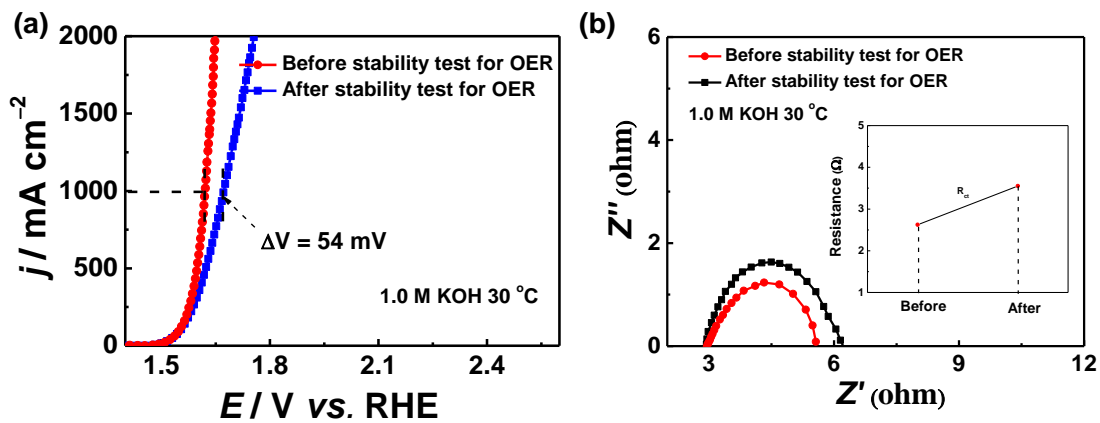 (a)
2000
1500
1000
500
0
j / mA cm⁻²
Before stability test for OER
After stability test for OER
ΔV = 54 mV
1.0 M KOH 30 °C
1.5 1.8 2.1 2.4
E / V vs. RHE
(b)
6
4
2
0
Z'' (ohm)
Before stability test for OER
After stability test for OER
1.0 M KOH 30 °C
5
4
3
2
1
Resistance (Ω)
Rct
Before After
3 6 9 12
Z' (ohm)